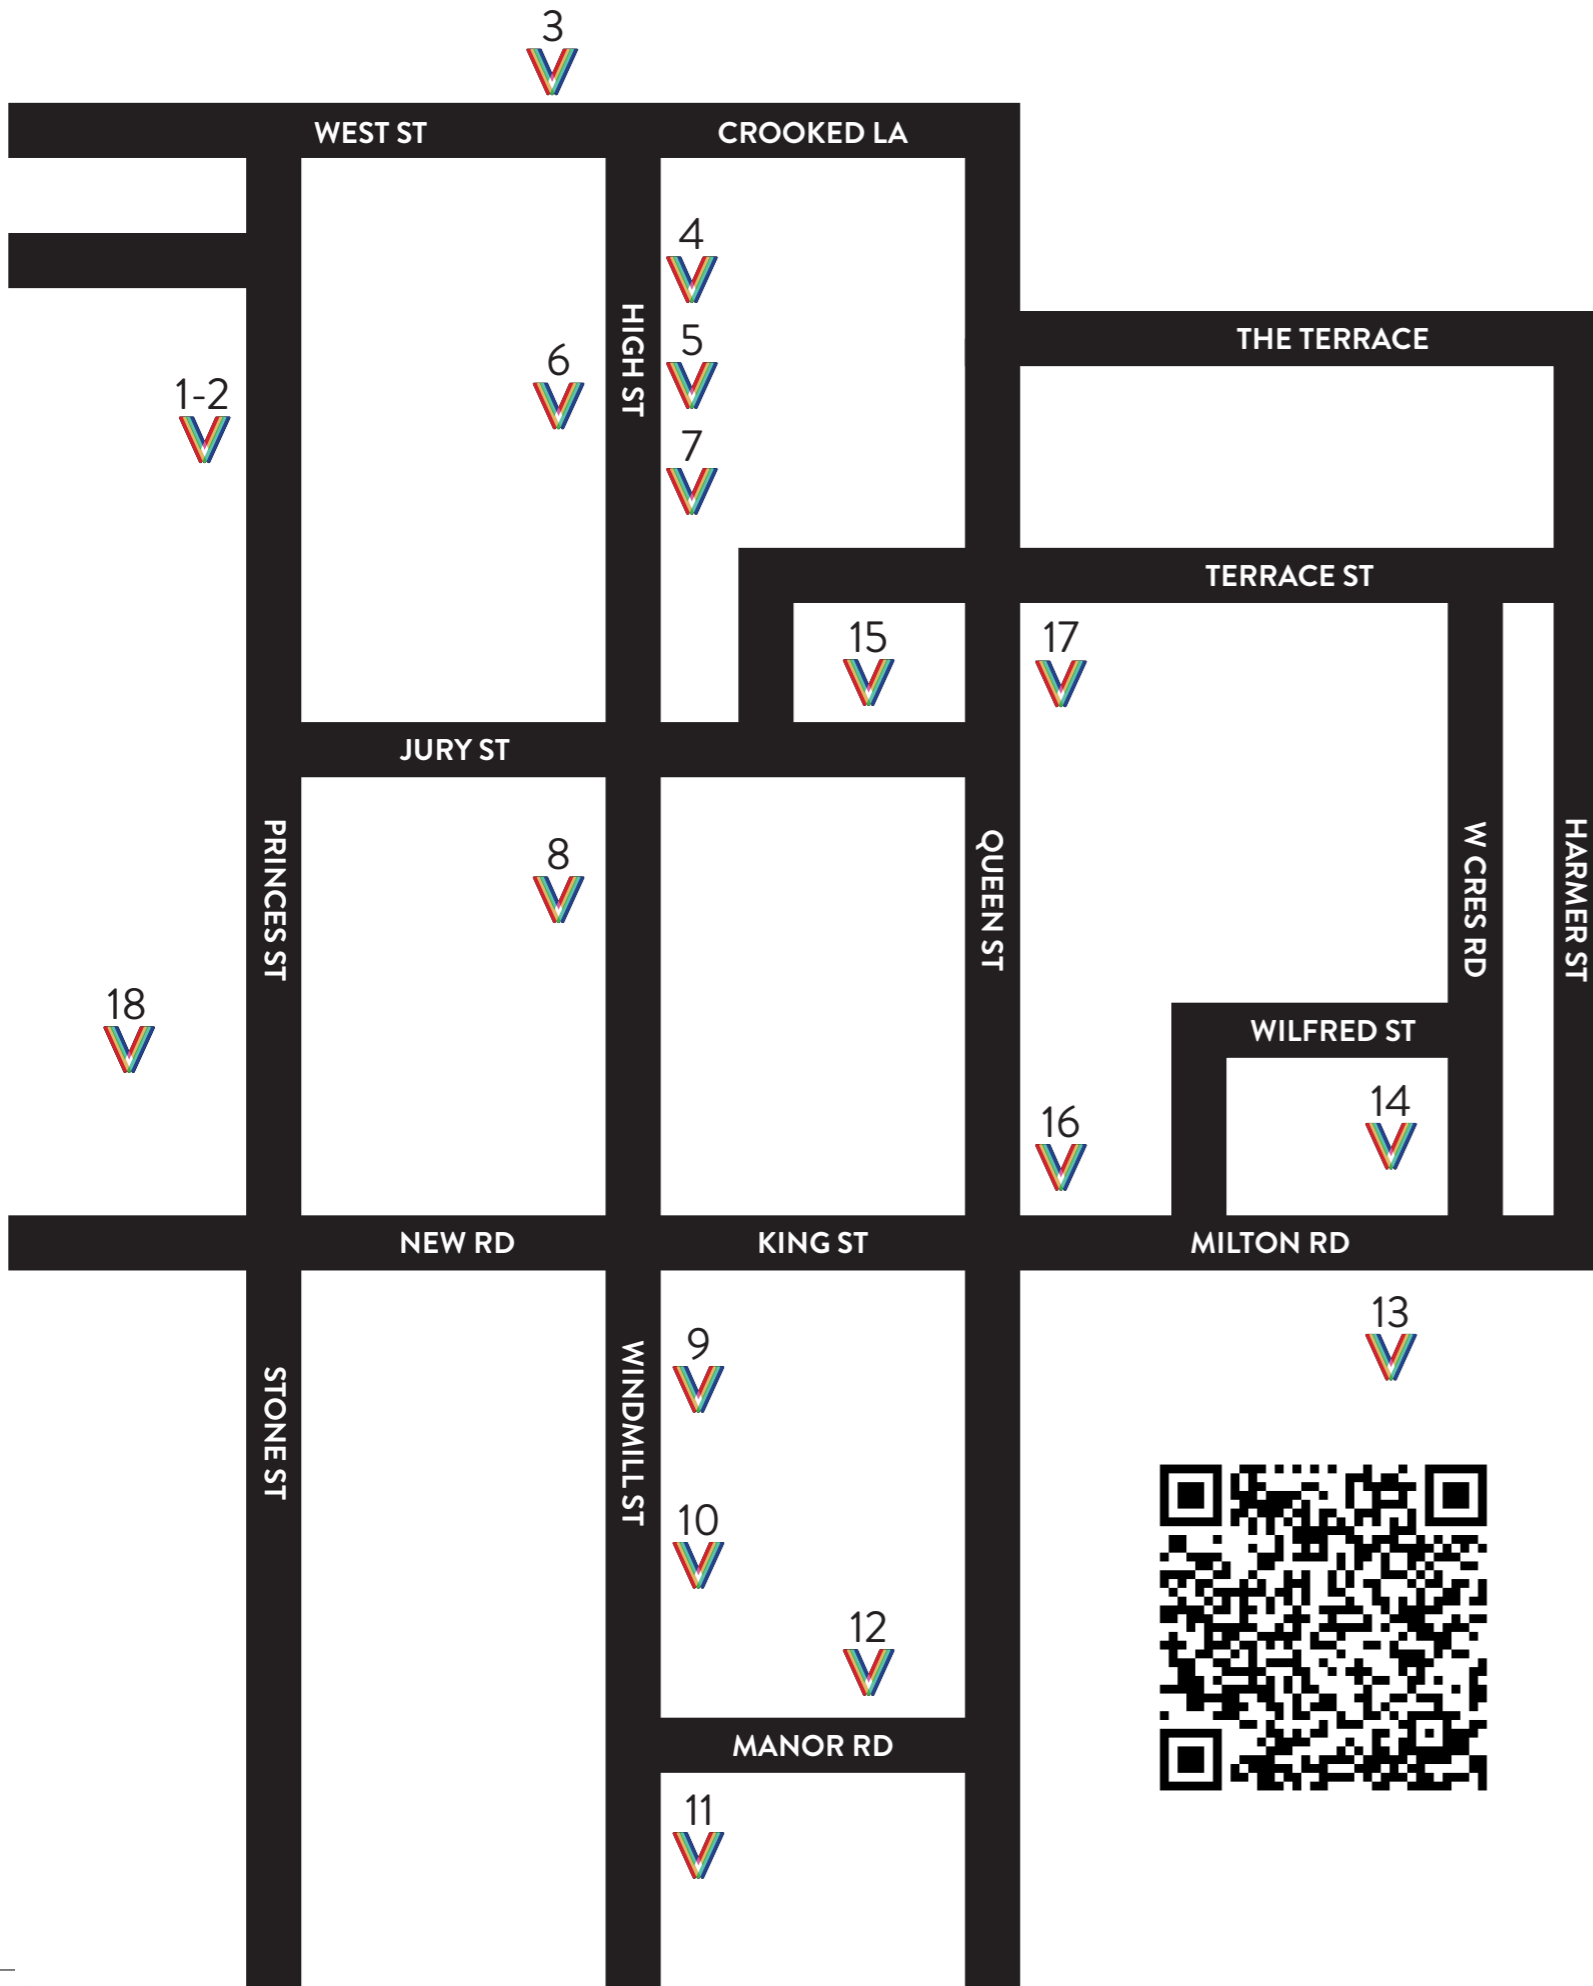 3
WEST ST
CROOKED LA
4
HIGH ST
THE TERRACE
5
6
1-2
7
TERRACE ST
15
17
JURY ST
PRINCES ST
8
QUEEN ST
W CRES RD
HARMER ST
18
WILFRED ST
14
16
NEW RD
KING ST
MILTON RD
13
9
STONE ST
WINDMILL ST
10
12
MANOR RD
11